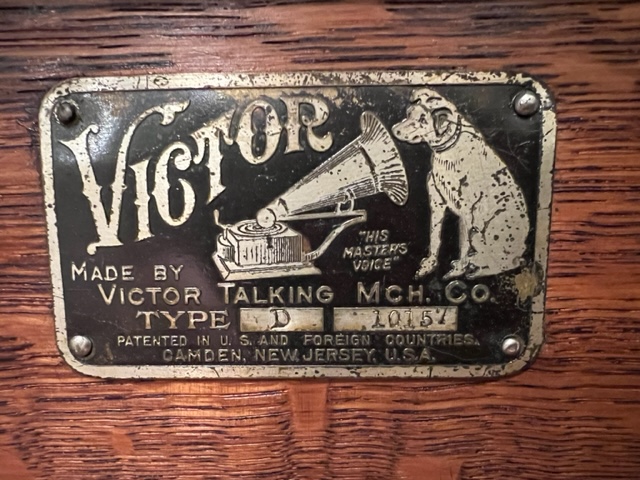 VICTOR
"HIS
MASTER'S
VOICE"
MADE BY
VICTOR TALKING MCH. CO.
TYPE D 10157
PATENTED IN U.S. AND FOREIGN COUNTRIES.
CAMDEN, NEW JERSEY, U.S.A.